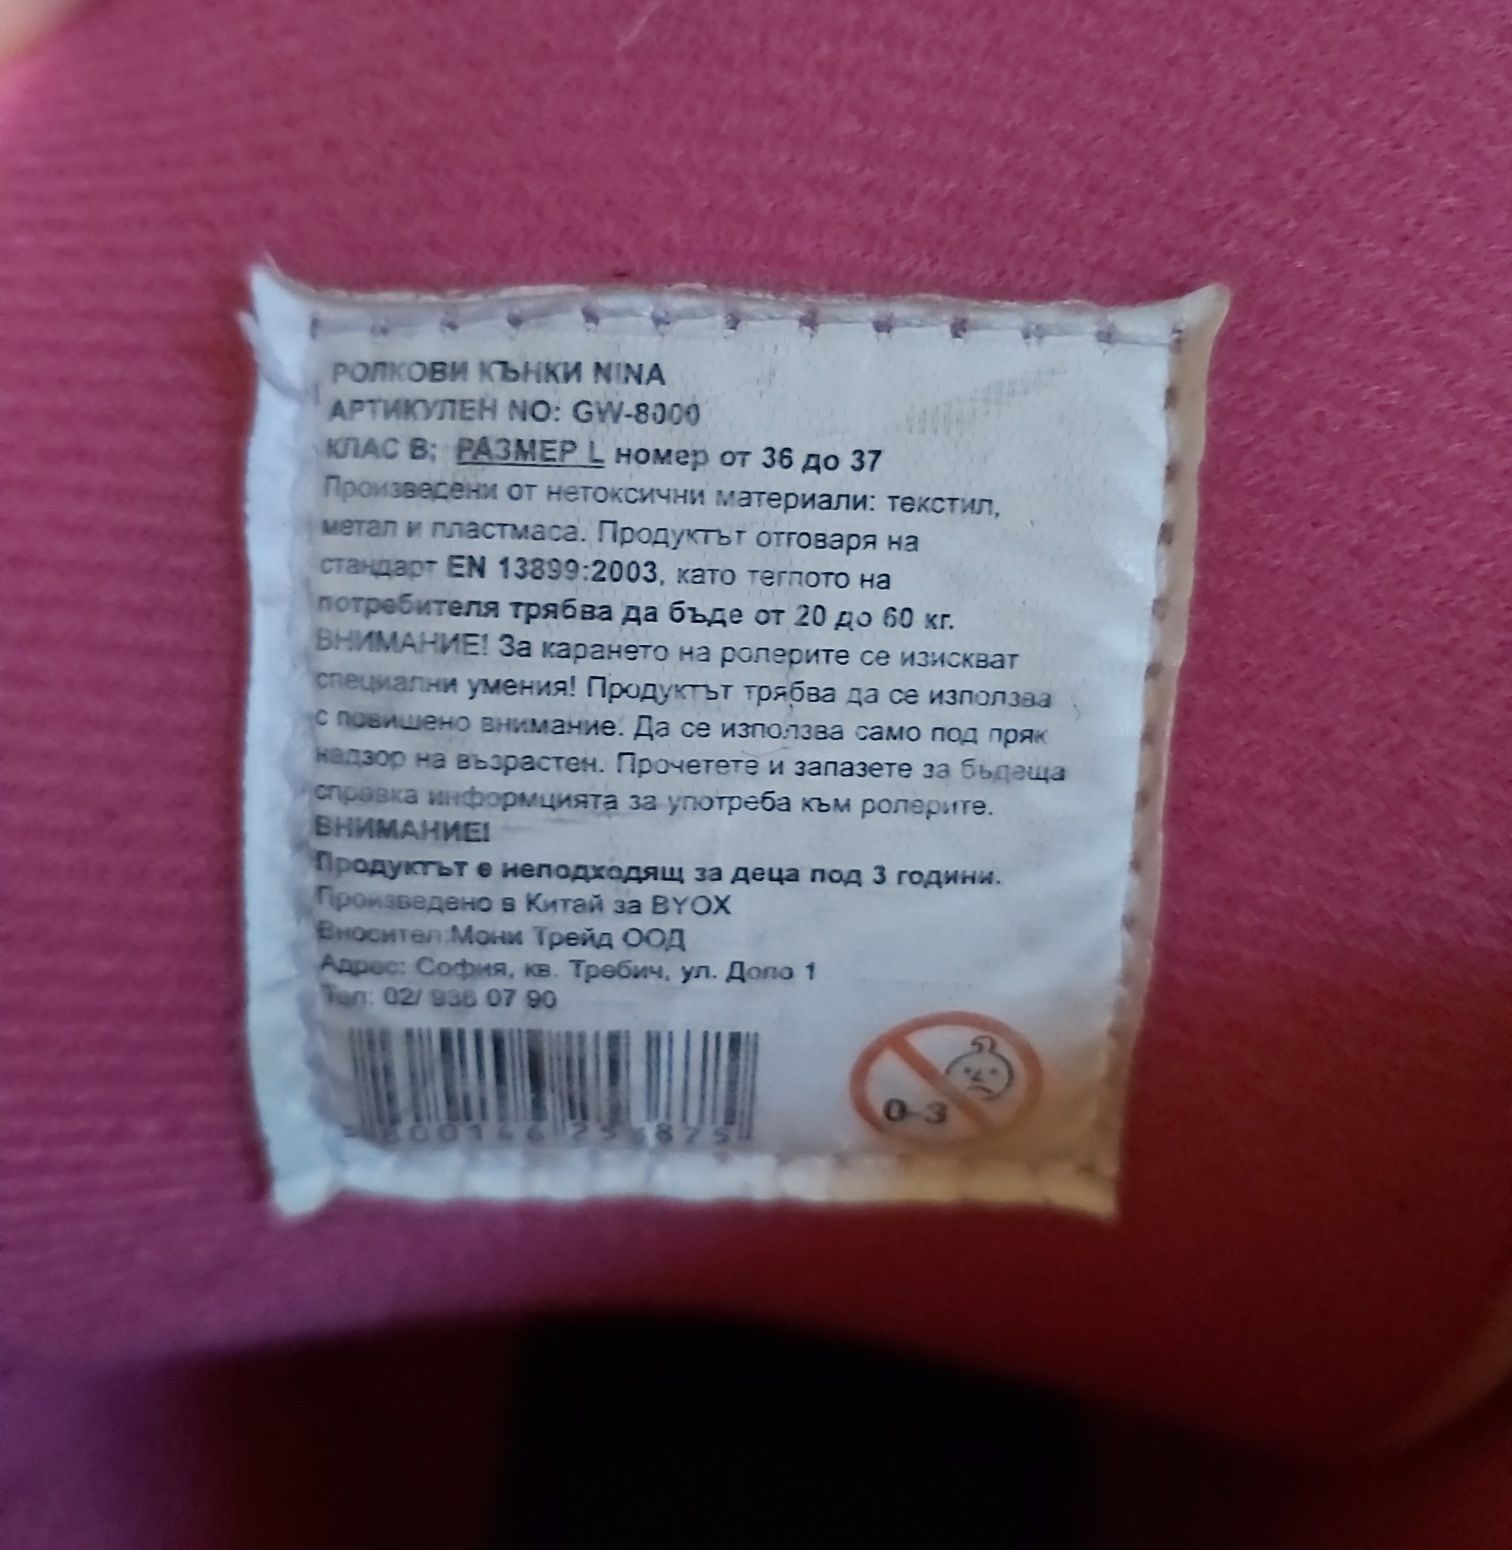 РОЛКОВИ КЪНКИ NINA
АРТИКУЛЕН NO: GW-8000
КЛАС B; РАЗМЕР L номер от 36 до 37
Произведени от нетоксични материали: текстил,
метал и пластмаса. Продуктът отговаря на
стандарт EN 13899:2003, като теглото на
потребителя трябва да бъде от 20 до 60 кг.
ВНИМАНИЕ! За карането на ролерите се изискват
специални умения! Продуктът трябва да се използва
с повишено внимание. Да се използва само под пряк
надзор на възрастен. Прочетете и запазете за бъдеща
справка информцията за употреба към ролерите.
ВНИМАНИЕ!
Продуктът е неподходящ за деца под 3 години.
Произведено в Китай за BYOX
Вносител:Мони Трейд ООД
Адрес: София, кв. Требич, ул. Доло 1
Тел: 02/ 936 07 90
0-3